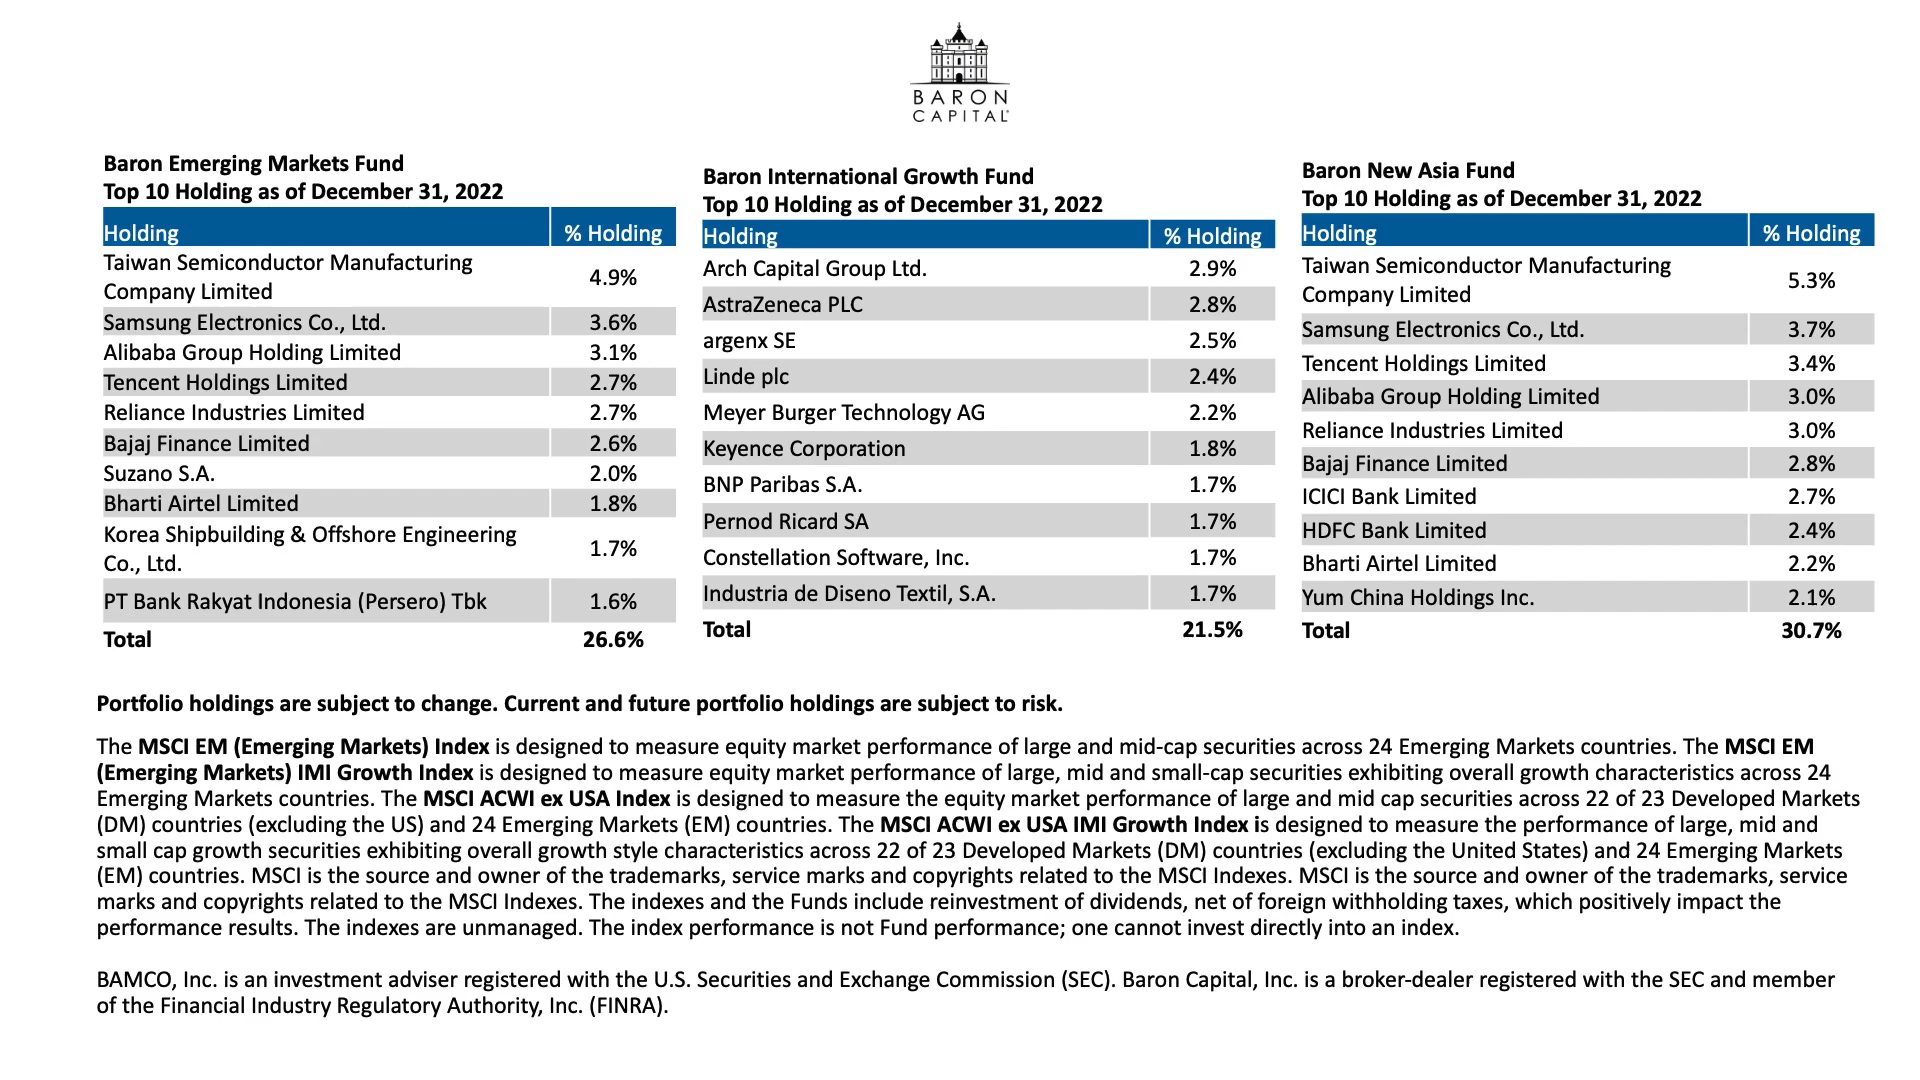 BARON
CAPITAL®
Baron Emerging Markets Fund
Top 10 Holding as of December 31, 2022
Holding % Holding
Taiwan Semiconductor Manufacturing
Company Limited 4.9%
Samsung Electronics Co., Ltd. 3.6%
Alibaba Group Holding Limited 3.1%
Tencent Holdings Limited 2.7%
Reliance Industries Limited 2.7%
Bajaj Finance Limited 2.6%
Suzano S.A. 2.0%
Bharti Airtel Limited 1.8%
Korea Shipbuilding & Offshore Engineering
Co., Ltd. 1.7%
PT Bank Rakyat Indonesia (Persero) Tbk 1.6%
Total 26.6%
Baron International Growth Fund
Top 10 Holding as of December 31, 2022
Holding % Holding
Arch Capital Group Ltd. 2.9%
AstraZeneca PLC 2.8%
argenx SE 2.5%
Linde plc 2.4%
Meyer Burger Technology AG 2.2%
Keyence Corporation 1.8%
BNP Paribas S.A. 1.7%
Pernod Ricard SA 1.7%
Constellation Software, Inc. 1.7%
Industria de Diseno Textil, S.A. 1.7%
Total 21.5%
Baron New Asia Fund
Top 10 Holding as of December 31, 2022
Holding % Holding
Taiwan Semiconductor Manufacturing
Company Limited 5.3%
Samsung Electronics Co., Ltd. 3.7%
Tencent Holdings Limited 3.4%
Alibaba Group Holding Limited 3.0%
Reliance Industries Limited 3.0%
Bajaj Finance Limited 2.8%
ICICI Bank Limited 2.7%
HDFC Bank Limited 2.4%
Bharti Airtel Limited 2.2%
Yum China Holdings Inc. 2.1%
Total 30.7%
Portfolio holdings are subject to change. Current and future portfolio holdings are subject to risk.
The MSCI EM (Emerging Markets) Index is designed to measure equity market performance of large and mid-cap securities across 24 Emerging Markets countries. The MSCI EM
(Emerging Markets) IMI Growth Index is designed to measure equity market performance of large, mid and small-cap securities exhibiting overall growth characteristics across 24
Emerging Markets countries. The MSCI ACWI ex USA Index is designed to measure the equity market performance of large and mid cap securities across 22 of 23 Developed Markets
(DM) countries (excluding the US) and 24 Emerging Markets (EM) countries. The MSCI ACWI ex USA IMI Growth Index is designed to measure the performance of large, mid and
small cap growth securities exhibiting overall growth style characteristics across 22 of 23 Developed Markets (DM) countries (excluding the United States) and 24 Emerging Markets
(EM) countries. MSCI is the source and owner of the trademarks, service marks and copyrights related to the MSCI Indexes. MSCI is the source and owner of the trademarks, service
marks and copyrights related to the MSCI Indexes. The indexes and the Funds include reinvestment of dividends, net of foreign withholding taxes, which positively impact the
performance results. The indexes are unmanaged. The index performance is not Fund performance; one cannot invest directly into an index.
BAMCO, Inc. is an investment adviser registered with the U.S. Securities and Exchange Commission (SEC). Baron Capital, Inc. is a broker-dealer registered with the SEC and member
of the Financial Industry Regulatory Authority, Inc. (FINRA).